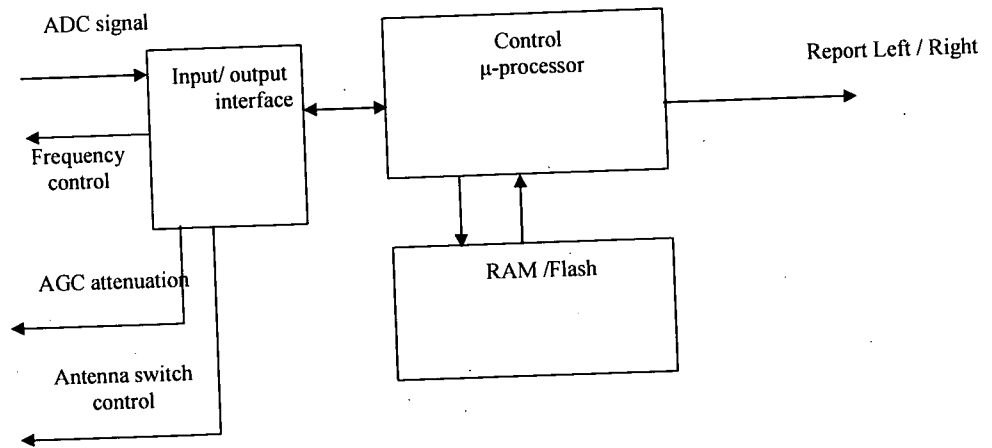 ADC signal
Input/ output
interface
Control
μ-processor
Report Left / Right
Frequency
control
RAM /Flash
AGC attenuation
Antenna switch
control